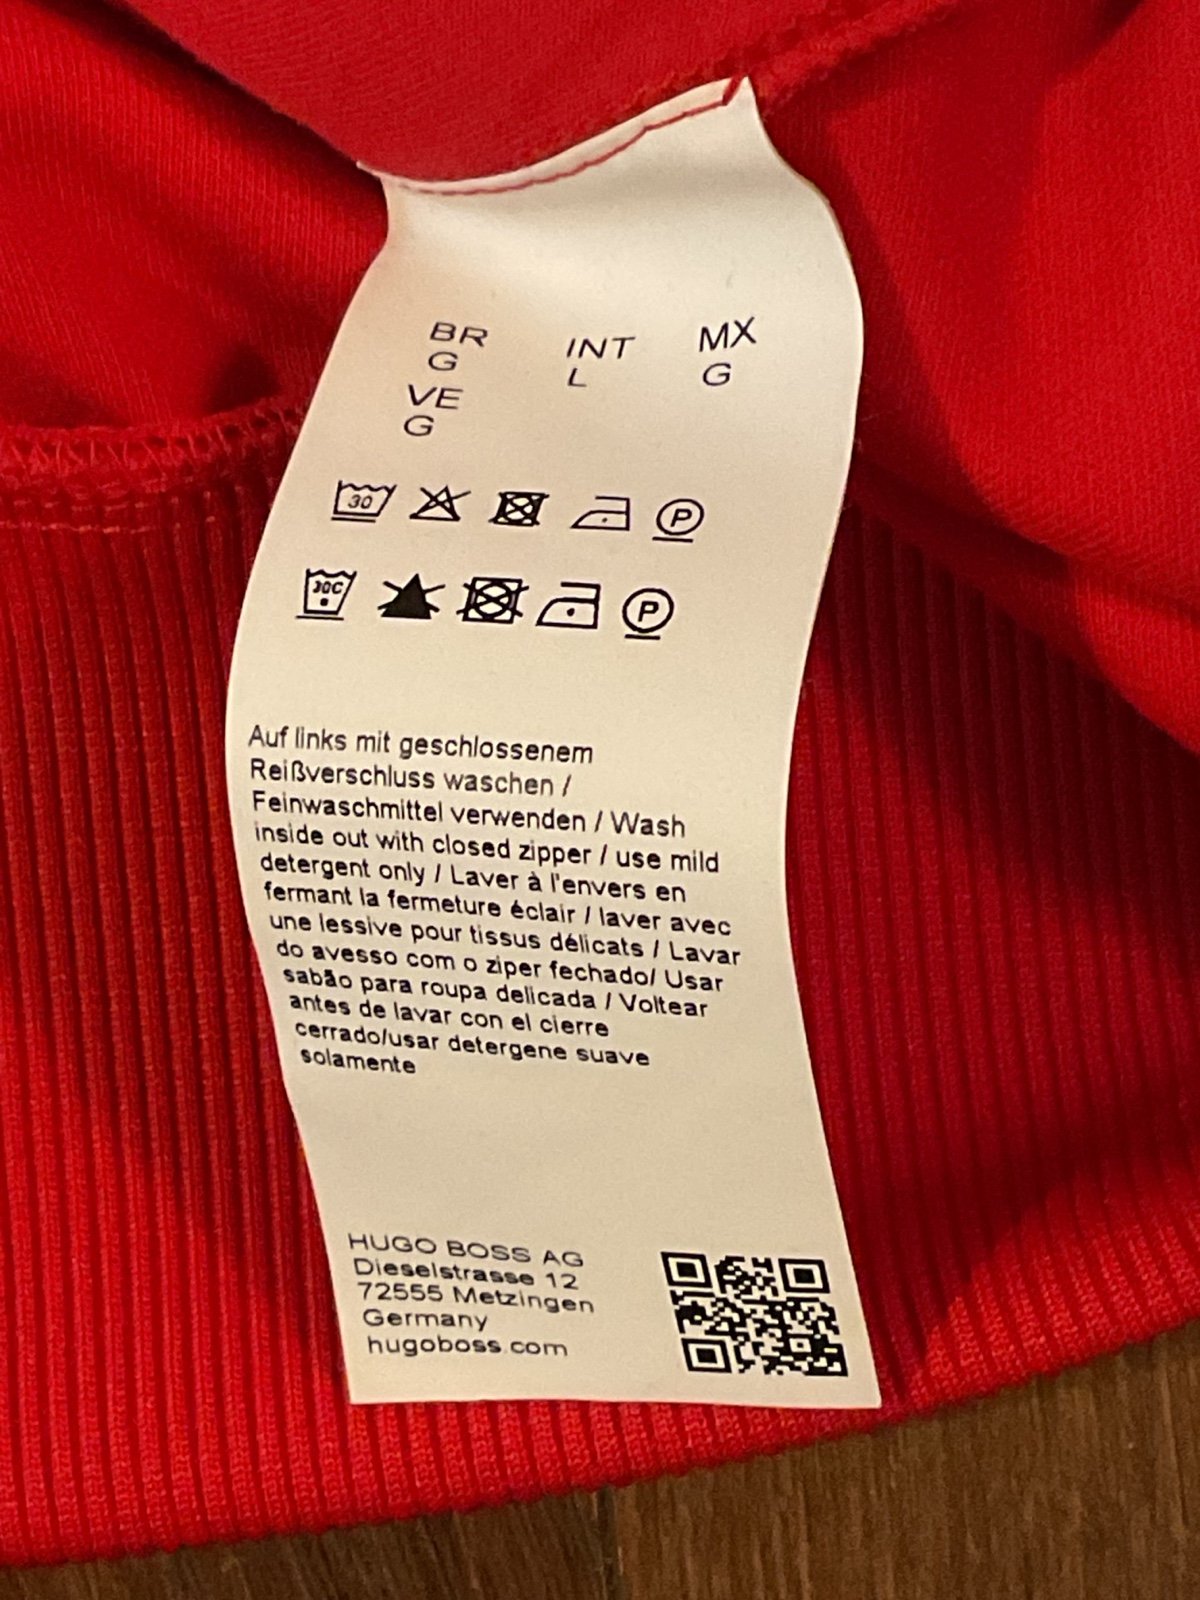 BR INT MX
G L G
VE
G
30 P
30C P
Auf links mit geschlossenem
Reißverschluss waschen /
Feinwaschmittel verwenden / Wash
inside out with closed zipper / use mild
detergent only / Laver à l'envers en
fermant la fermeture éclair / laver avec
une lessive pour tissus délicats / Lavar
do avesso com o ziper fechado/ Usar
sabão para roupa delicada / Voltear
antes de lavar con el cierre
cerrado/usar detergene suave
solamente
HUGO BOSS AG
Dieselstrasse 12
72555 Metzingen
Germany
hugoboss.com